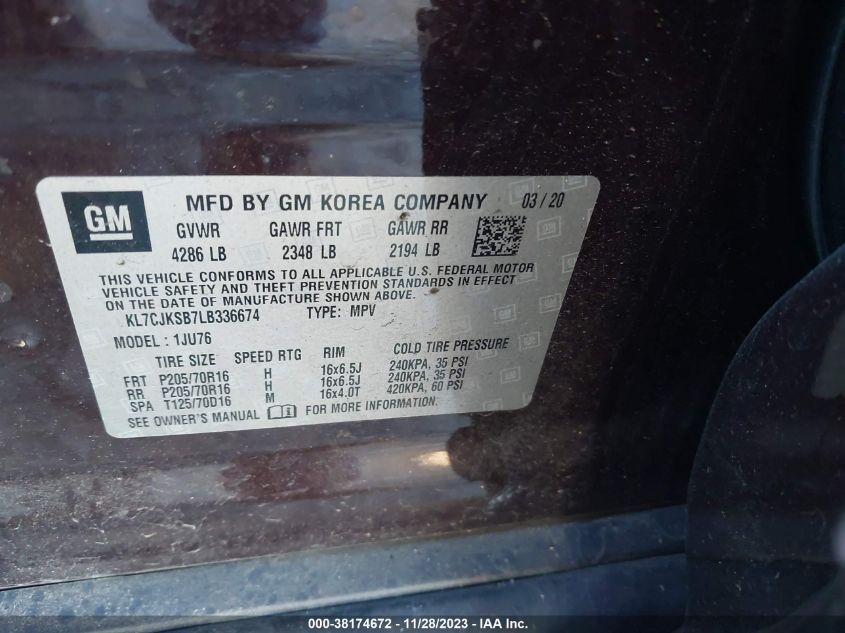 GM
MFD BY GM KOREA COMPANY 03/20
GVWR GAWR FRT GAWR RR
4286 LB 2348 LB 2194 LB
THIS VEHICLE CONFORMS TO ALL APPLICABLE U.S. FEDERAL MOTOR
VEHICLE SAFETY AND THEFT PREVENTION STANDARDS IN EFFECT
ON THE DATE OF MANUFACTURE SHOWN ABOVE.
KL7CJKSB7LB336674 TYPE: MPV
MODEL: 1JU76
TIRE SIZE SPEED RTG RIM COLD TIRE PRESSURE
FRT P205/70R16 H 16x6.5J 240KPA, 35 PSI
RR P205/70R16 H 16x6.5J 240KPA, 35 PSI
SPA T125/70D16 M 16x4.0T 420KPA, 60 PSI
SEE OWNER'S MANUAL FOR MORE INFORMATION.
000-38174672 - 11/28/2023 - IAA Inc.